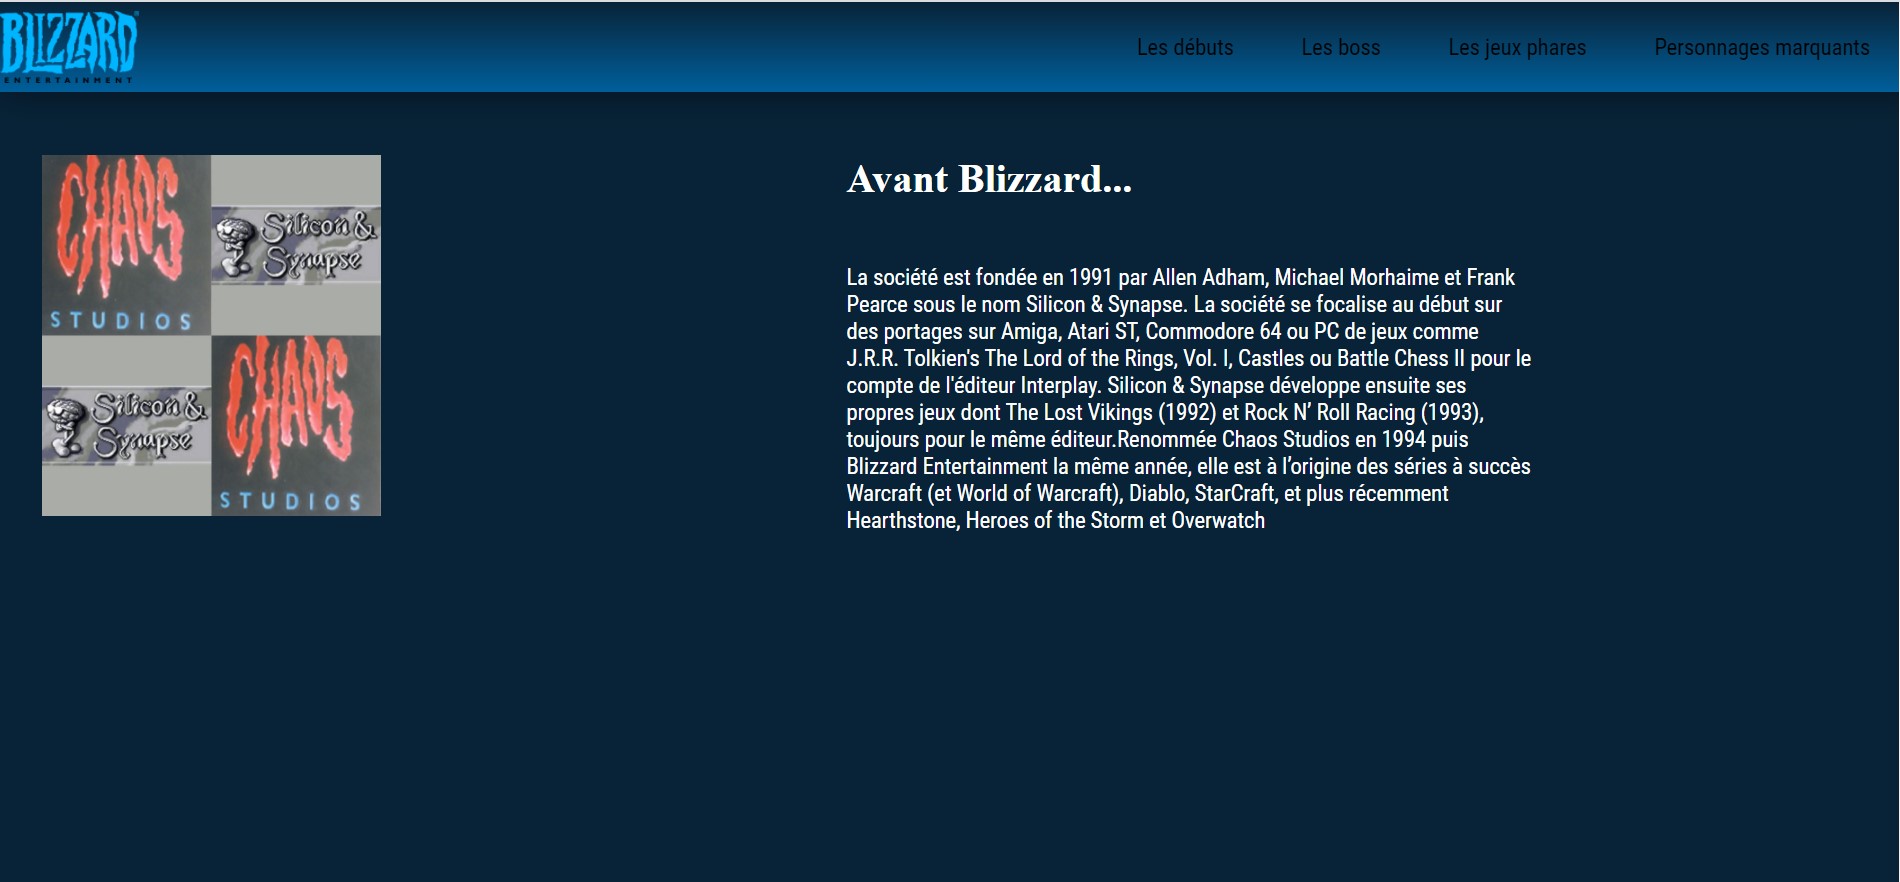 BLIZZARD
ENTERTAINMENT
Les débuts
Les boss
Les jeux phares
Personnages marquants
CHAOS
STUDIOS
Silicon &
Synapse
Silicon &
Synapse
CHAOS
STUDIOS
Avant Blizzard...
La société est fondée en 1991 par Allen Adham, Michael Morhaime et Frank
Pearce sous le nom Silicon & Synapse. La société se focalise au début sur
des portages sur Amiga, Atari ST, Commodore 64 ou PC de jeux comme
J.R.R. Tolkien's The Lord of the Rings, Vol. I, Castles ou Battle Chess II pour le
compte de l'éditeur Interplay. Silicon & Synapse développe ensuite ses
propres jeux dont The Lost Vikings (1992) et Rock N’ Roll Racing (1993),
toujours pour le même éditeur.Renommée Chaos Studios en 1994 puis
Blizzard Entertainment la même année, elle est à l’origine des séries à succès
Warcraft (et World of Warcraft), Diablo, StarCraft, et plus récemment
Hearthstone, Heroes of the Storm et Overwatch